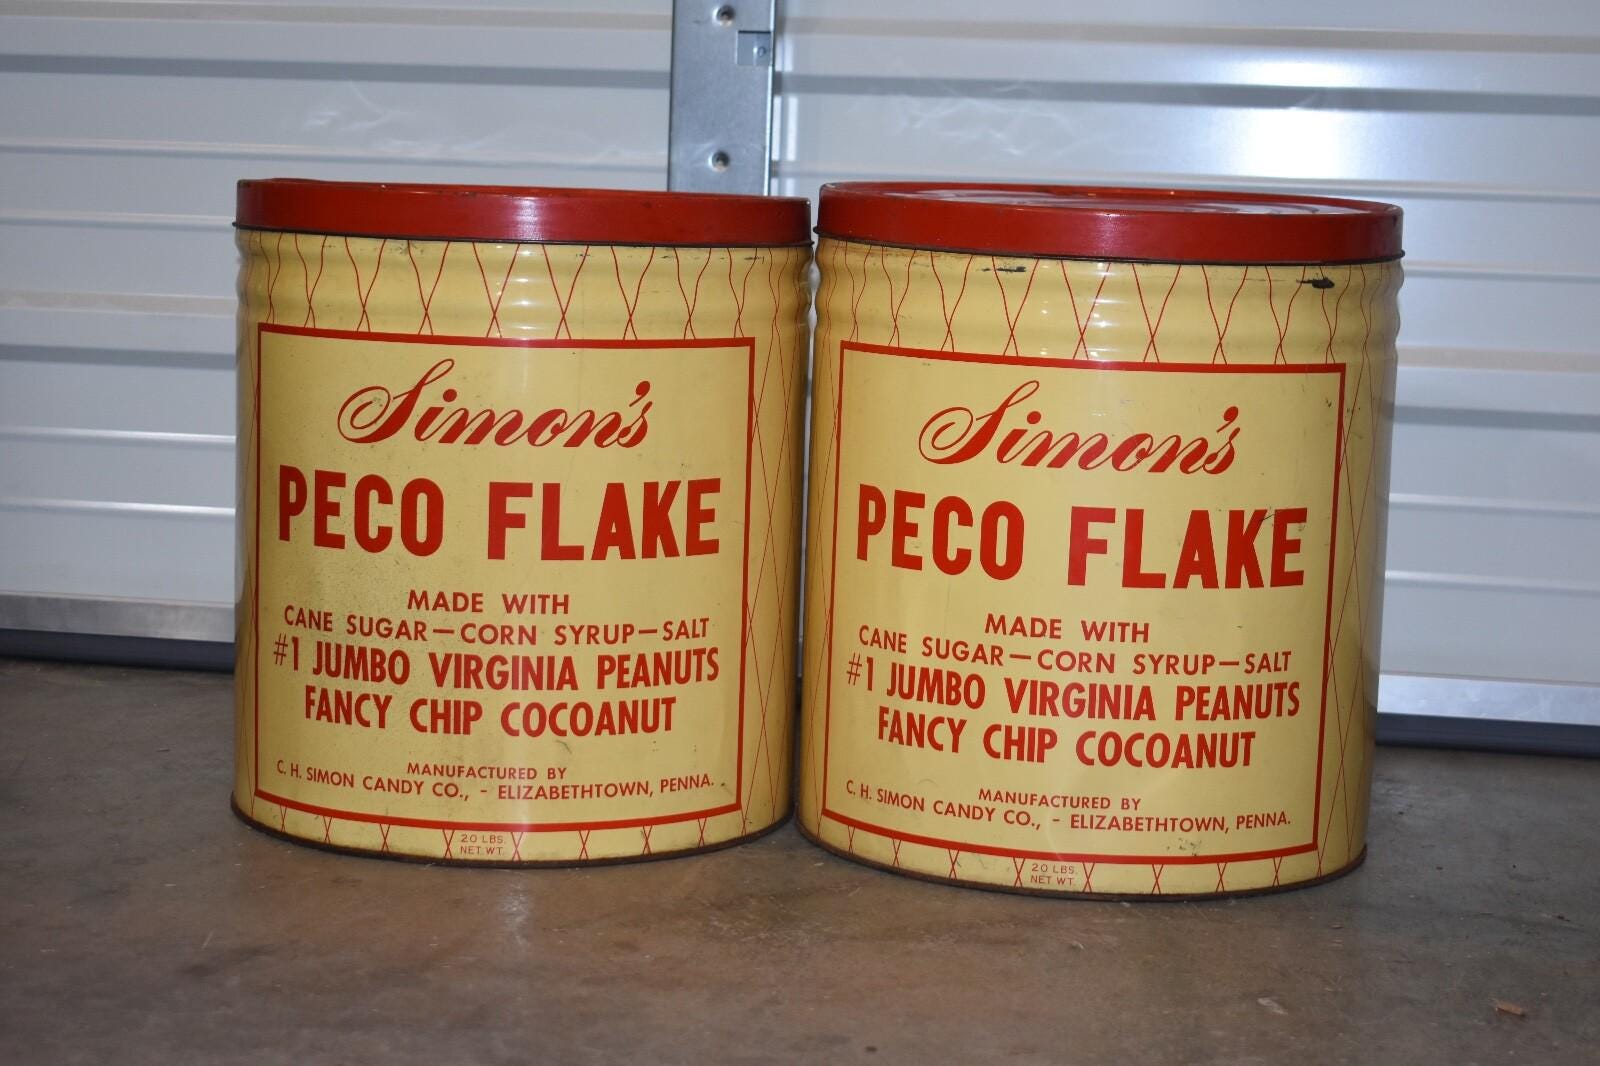 Simon's
PECO FLAKE
MADE WITH
CANE SUGAR—CORN SYRUP—SALT
#1 JUMBO VIRGINIA PEANUTS
FANCY CHIP COCOANUT
MANUFACTURED BY
C. H. SIMON CANDY CO., - ELIZABETHTOWN, PENNA.
20 LBS.
NET WT.
Simon's
PECO FLAKE
MADE WITH
CANE SUGAR—CORN SYRUP—SALT
#1 JUMBO VIRGINIA PEANUTS
FANCY CHIP COCOANUT
MANUFACTURED BY
C. H. SIMON CANDY CO., - ELIZABETHTOWN, PENNA.
20 LBS.
NET WT.